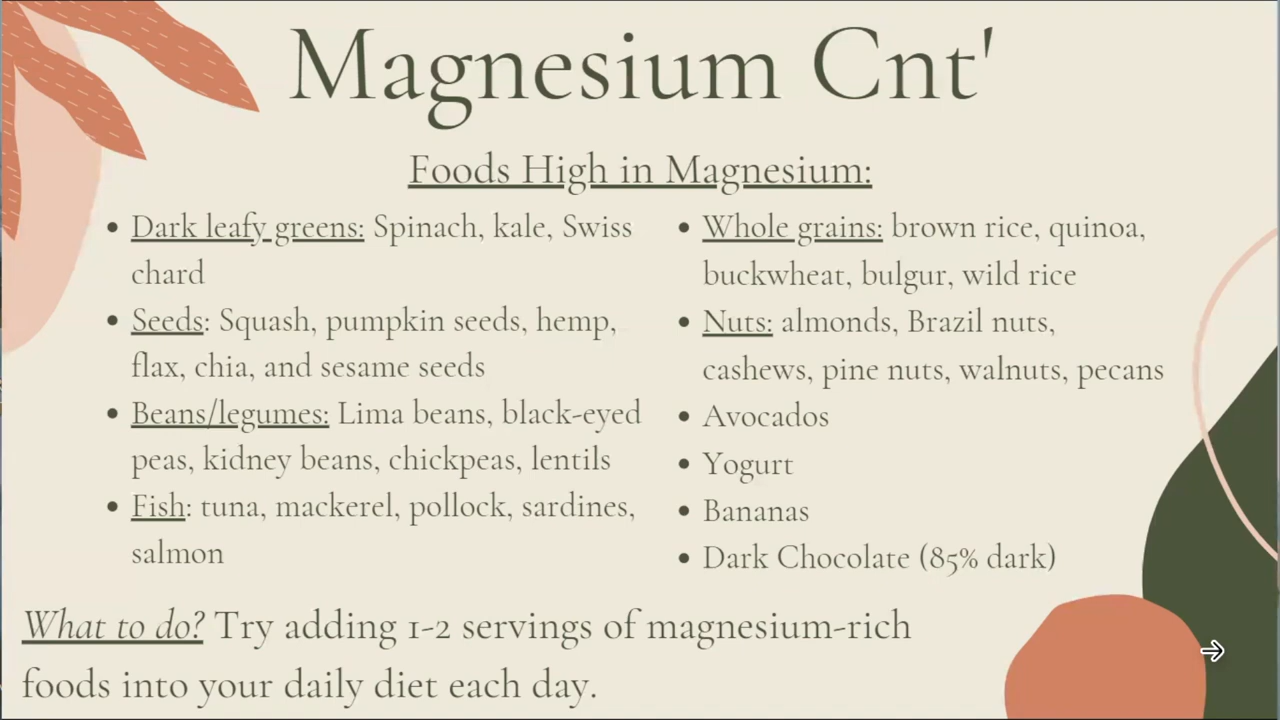 Magnesium Cnt'
Foods High in Magnesium:
• Dark leafy greens: Spinach, kale, Swiss
chard
• Seeds: Squash, pumpkin seeds, hemp,
flax, chia, and sesame seeds
• Beans/legumes: Lima beans, black-eyed
peas, kidney beans, chickpeas, lentils
• Fish: tuna, mackerel, pollock, sardines,
salmon
• Whole grains: brown rice, quinoa,
buckwheat, bulgur, wild rice
• Nuts: almonds, Brazil nuts,
cashews, pine nuts, walnuts, pecans
• Avocados
• Yogurt
• Bananas
• Dark Chocolate (85% dark)
What to do? Try adding 1-2 servings of magnesium-rich
foods into your daily diet each day.